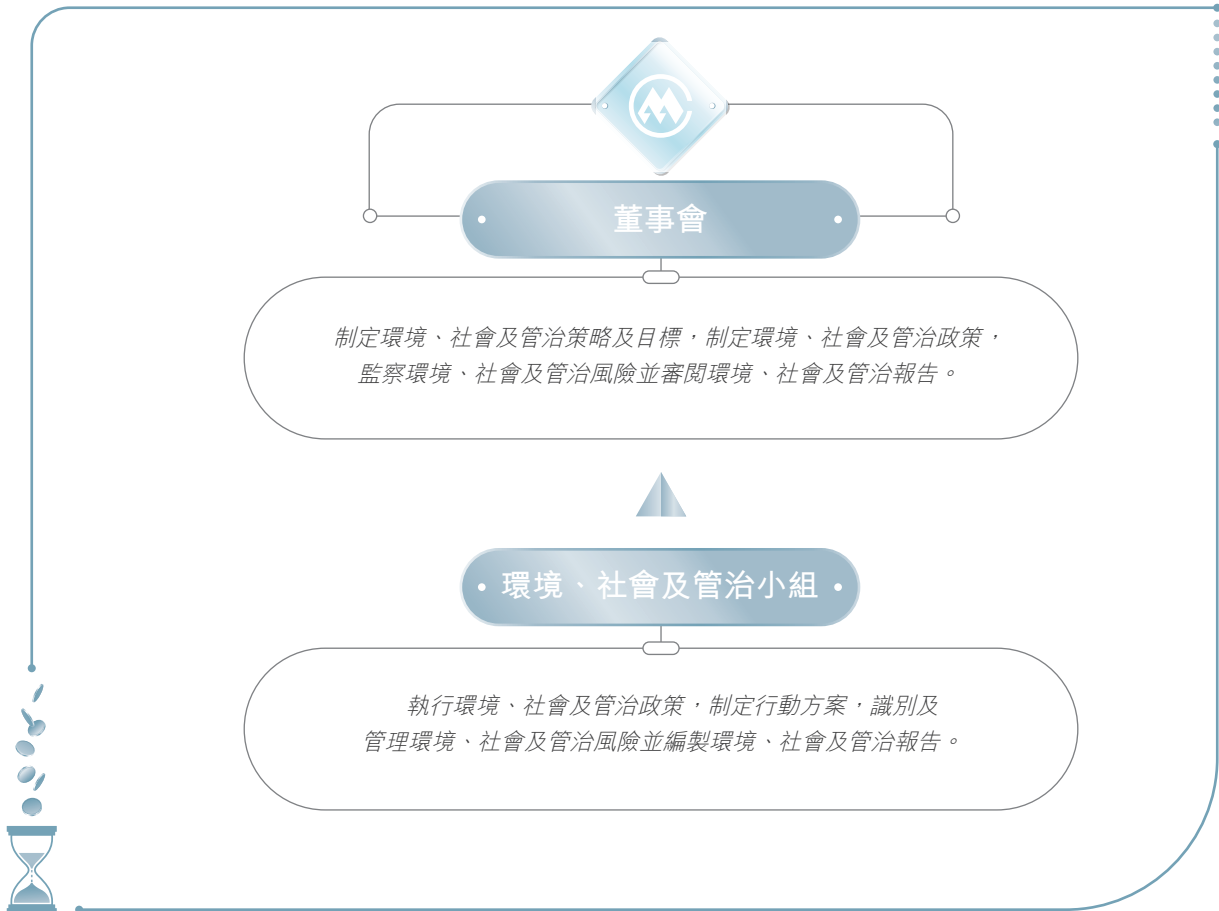 董事會
制定環境、社會及管治策略及目標，制定環境、社會及管治政策，
監察環境、社會及管治風險並審閱環境、社會及管治報告。
環境、社會及管治小組
執行環境、社會及管治政策，制定行動方案，識別及
管理環境、社會及管治風險並編製環境、社會及管治報告。